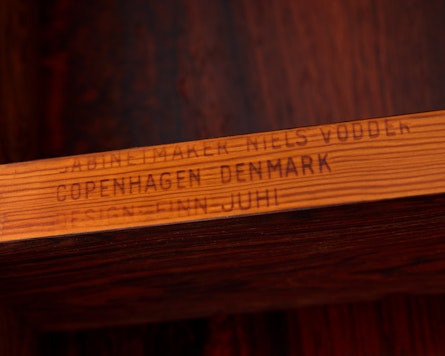 CABINETMAKER NIELS VODDER
COPENHAGEN DENMARK
DESIGN: FINN JUHL